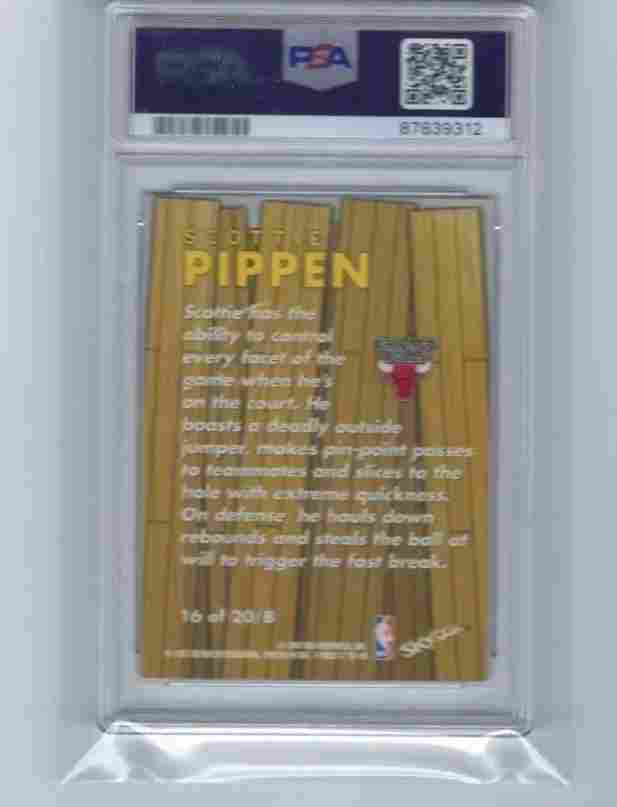 PSA
87639312
SCOTTIE
PIPPEN
Scottie has the
ability to control
every facet of the
game when he's
on the court. He
boasts a deadly outside
jumper, makes pin-point passes
to teammates and slices to the
hole with extreme quickness.
On defense, he hauls down
rebounds and steals the ball at
will to trigger the fast break.
16 of 20/B